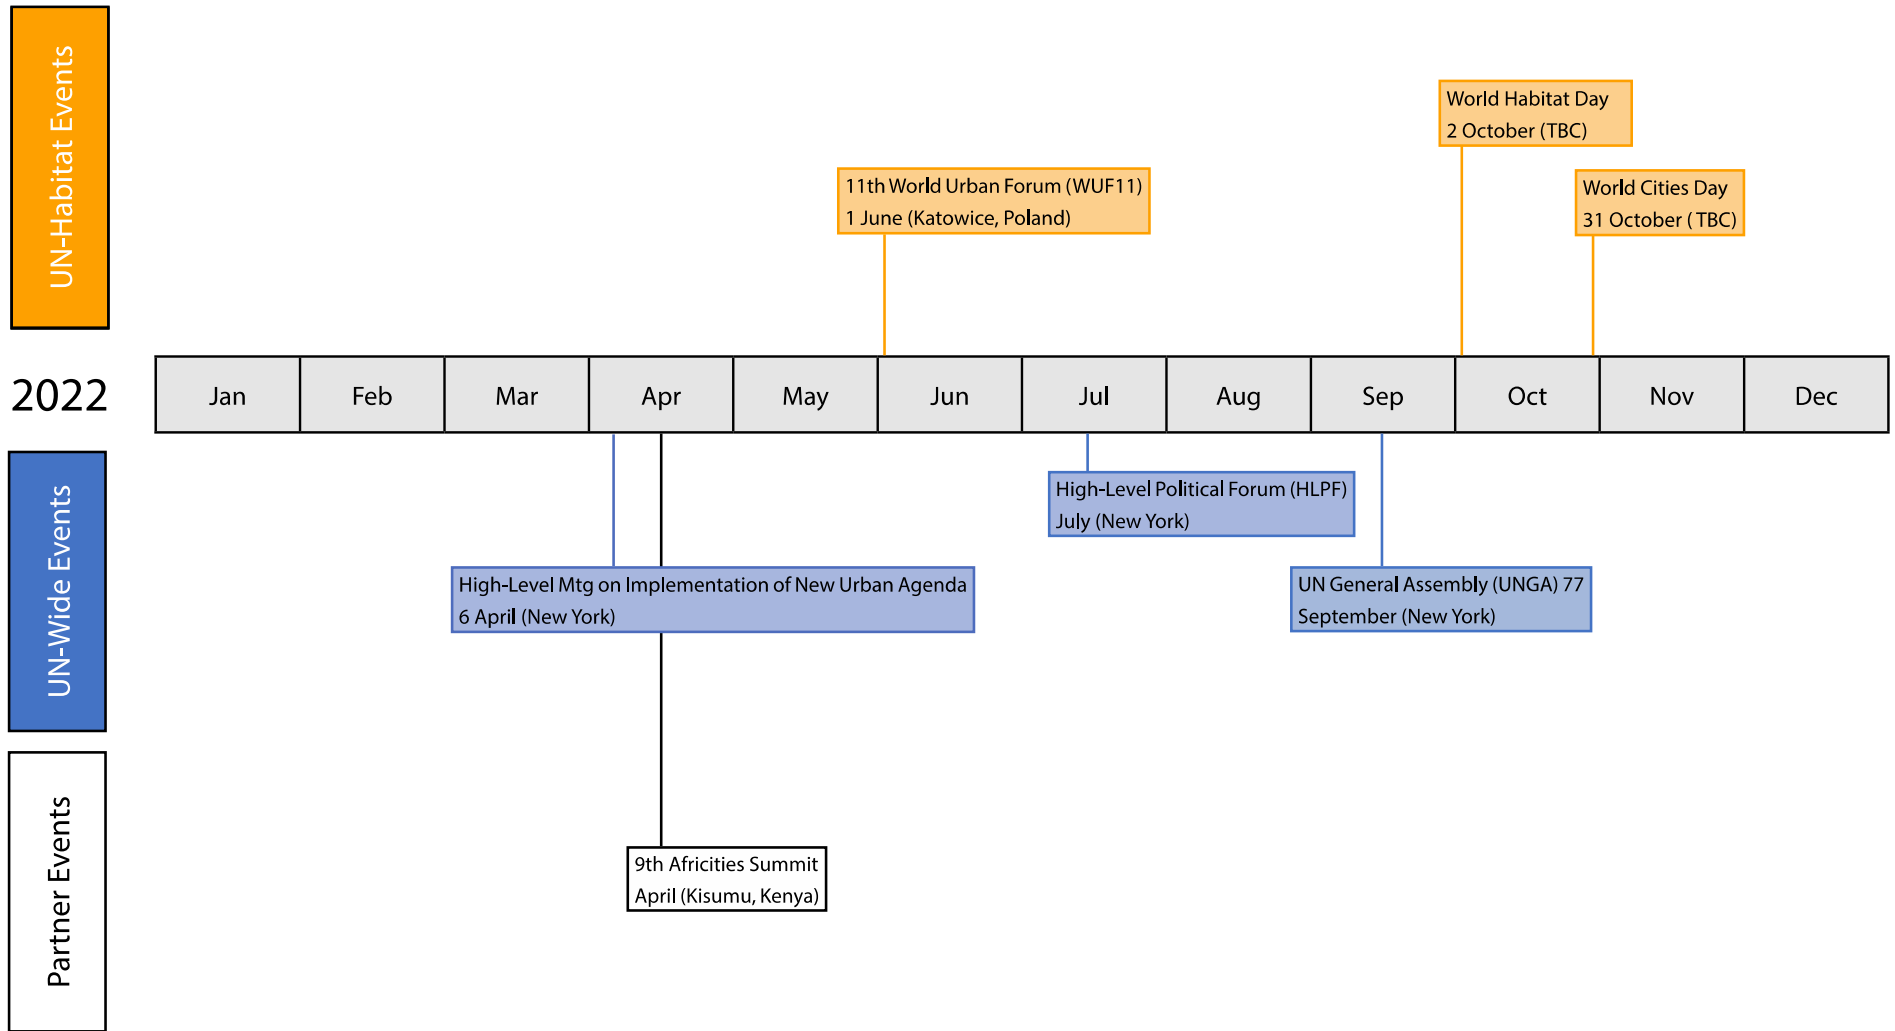 UN-Habitat Events
World Habitat Day
2 October (TBC)
11th World Urban Forum (WUF11)
1 June (Katowice, Poland)
World Cities Day
31 October ( TBC)
2022
Jan
Feb
Mar
Apr
May
Jun
Jul
Aug
Sep
Oct
Nov
Dec
UN-Wide Events
High-Level Political Forum (HLPF)
July (New York)
High-Level Mtg on Implementation of New Urban Agenda
6 April (New York)
UN General Assembly (UNGA) 77
September (New York)
Partner Events
9th Africities Summit
April (Kisumu, Kenya)